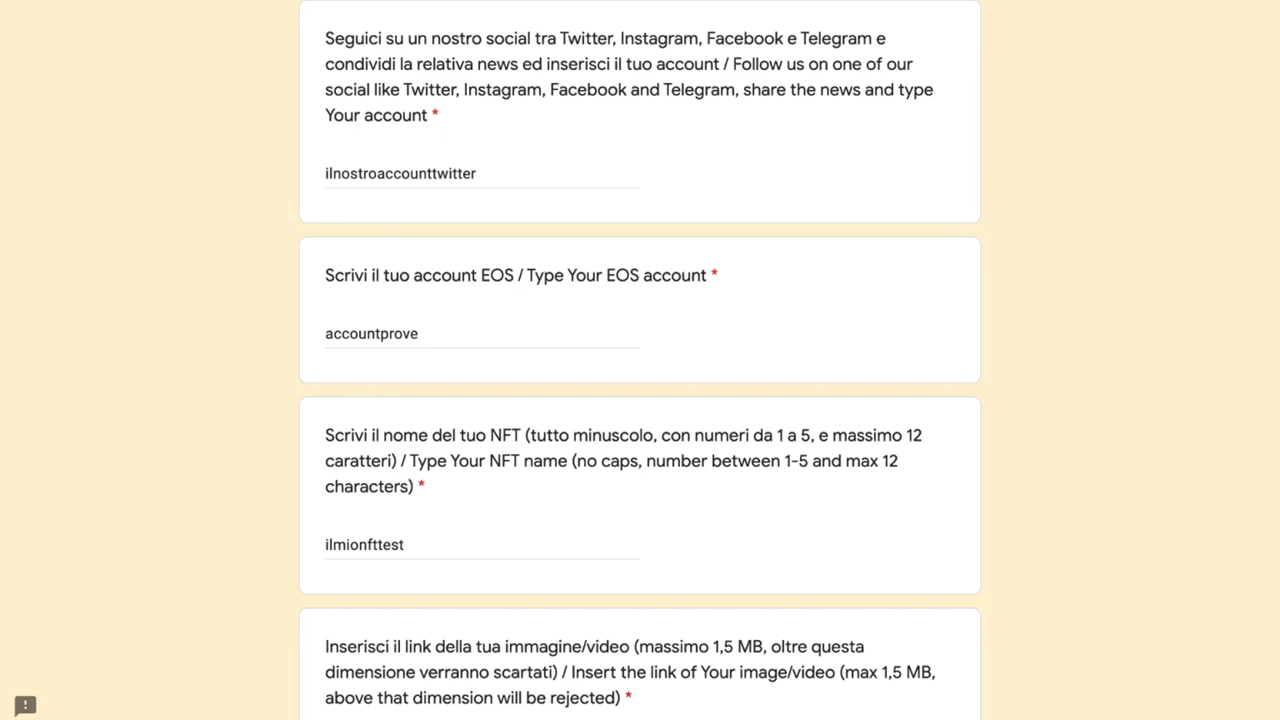 Seguici su un nostro social tra Twitter, Instagram, Facebook e Telegram e
condividi la relativa news ed inserisci il tuo account / Follow us on one of our
social like Twitter, Instagram, Facebook and Telegram, share the news and type
Your account *
ilnostroaccounttwitter
Scrivi il tuo account EOS / Type Your EOS account *
accountprove
Scrivi il nome del tuo NFT (tutto minuscolo, con numeri da 1 a 5, e massimo 12
caratteri) / Type Your NFT name (no caps, number between 1-5 and max 12
characters) *
ilmionfttest
Inserisci il link della tua immagine/video (massimo 1,5 MB, oltre questa
dimensione verranno scartati) / Insert the link of Your image/video (max 1,5 MB,
above that dimension will be rejected) *